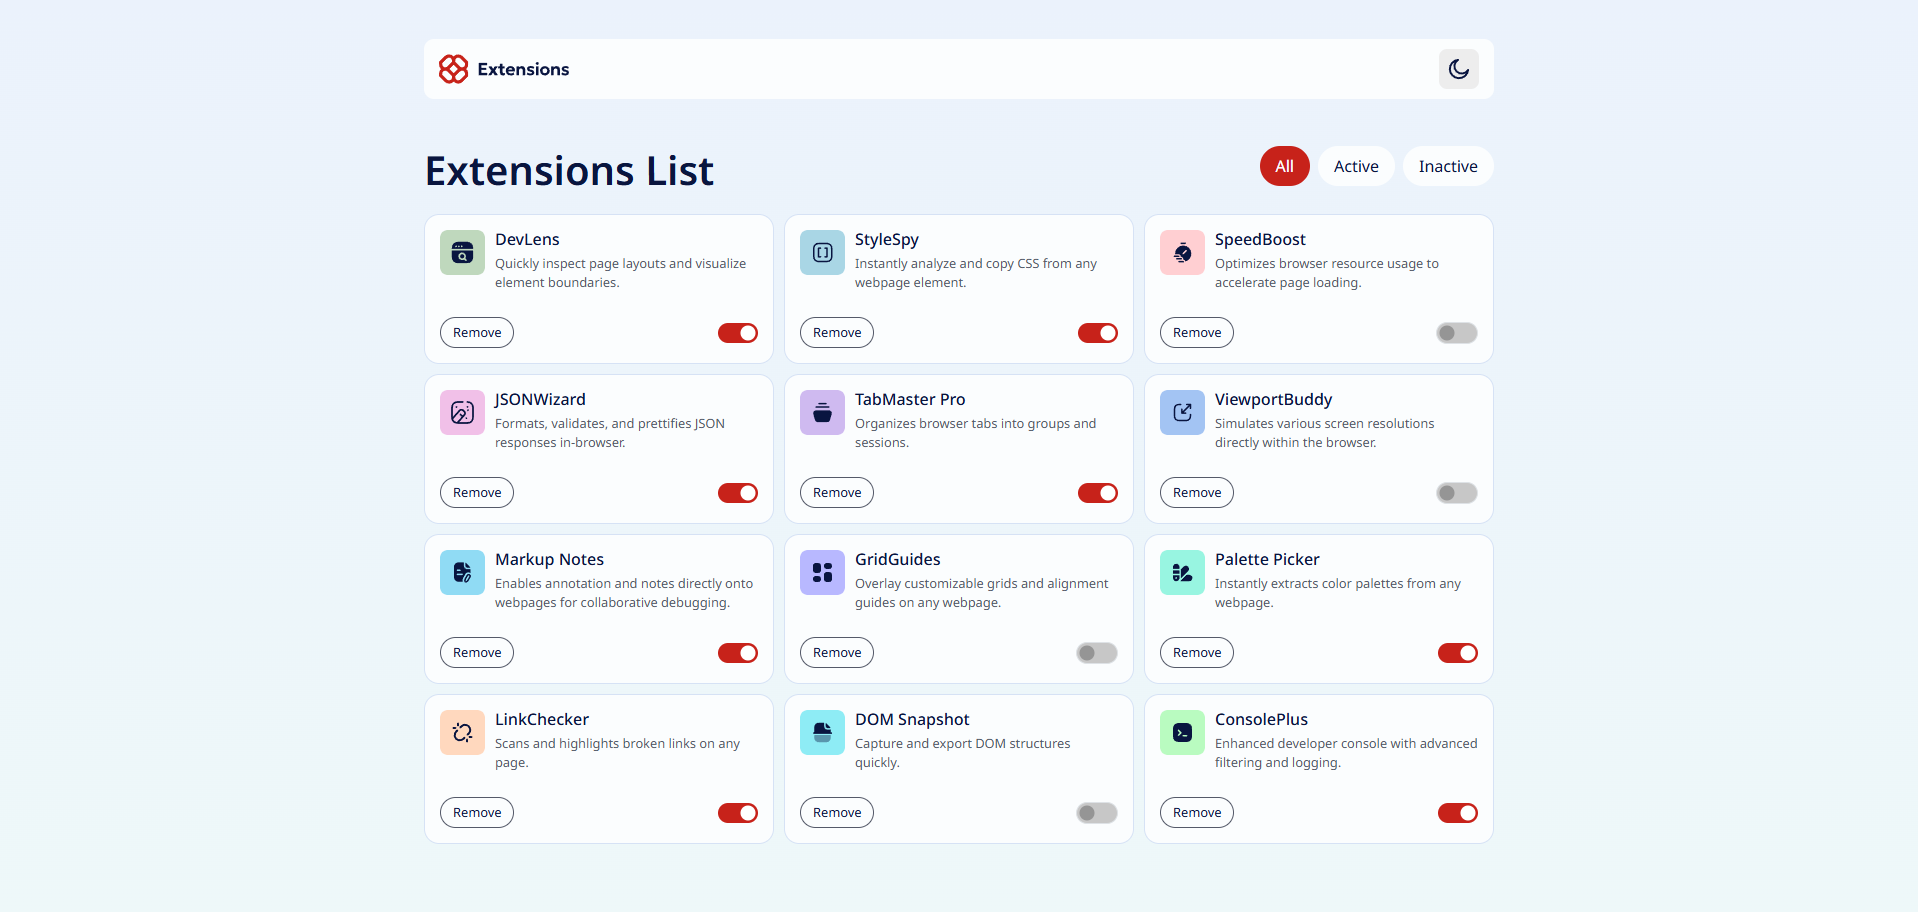 Extensions
Extensions List
All
Active
Inactive
DevLens
Quickly inspect page layouts and visualize
element boundaries.
Remove
StyleSpy
Instantly analyze and copy CSS from any
webpage element.
Remove
SpeedBoost
Optimizes browser resource usage to
accelerate page loading.
Remove
JSONWizard
Formats, validates, and prettifies JSON
responses in-browser.
Remove
TabMaster Pro
Organizes browser tabs into groups and
sessions.
Remove
ViewportBuddy
Simulates various screen resolutions
directly within the browser.
Remove
Markup Notes
Enables annotation and notes directly onto
webpages for collaborative debugging.
Remove
GridGuides
Overlay customizable grids and alignment
guides on any webpage.
Remove
Palette Picker
Instantly extracts color palettes from any
webpage.
Remove
LinkChecker
Scans and highlights broken links on any
page.
Remove
DOM Snapshot
Capture and export DOM structures
quickly.
Remove
ConsolePlus
Enhanced developer console with advanced
filtering and logging.
Remove